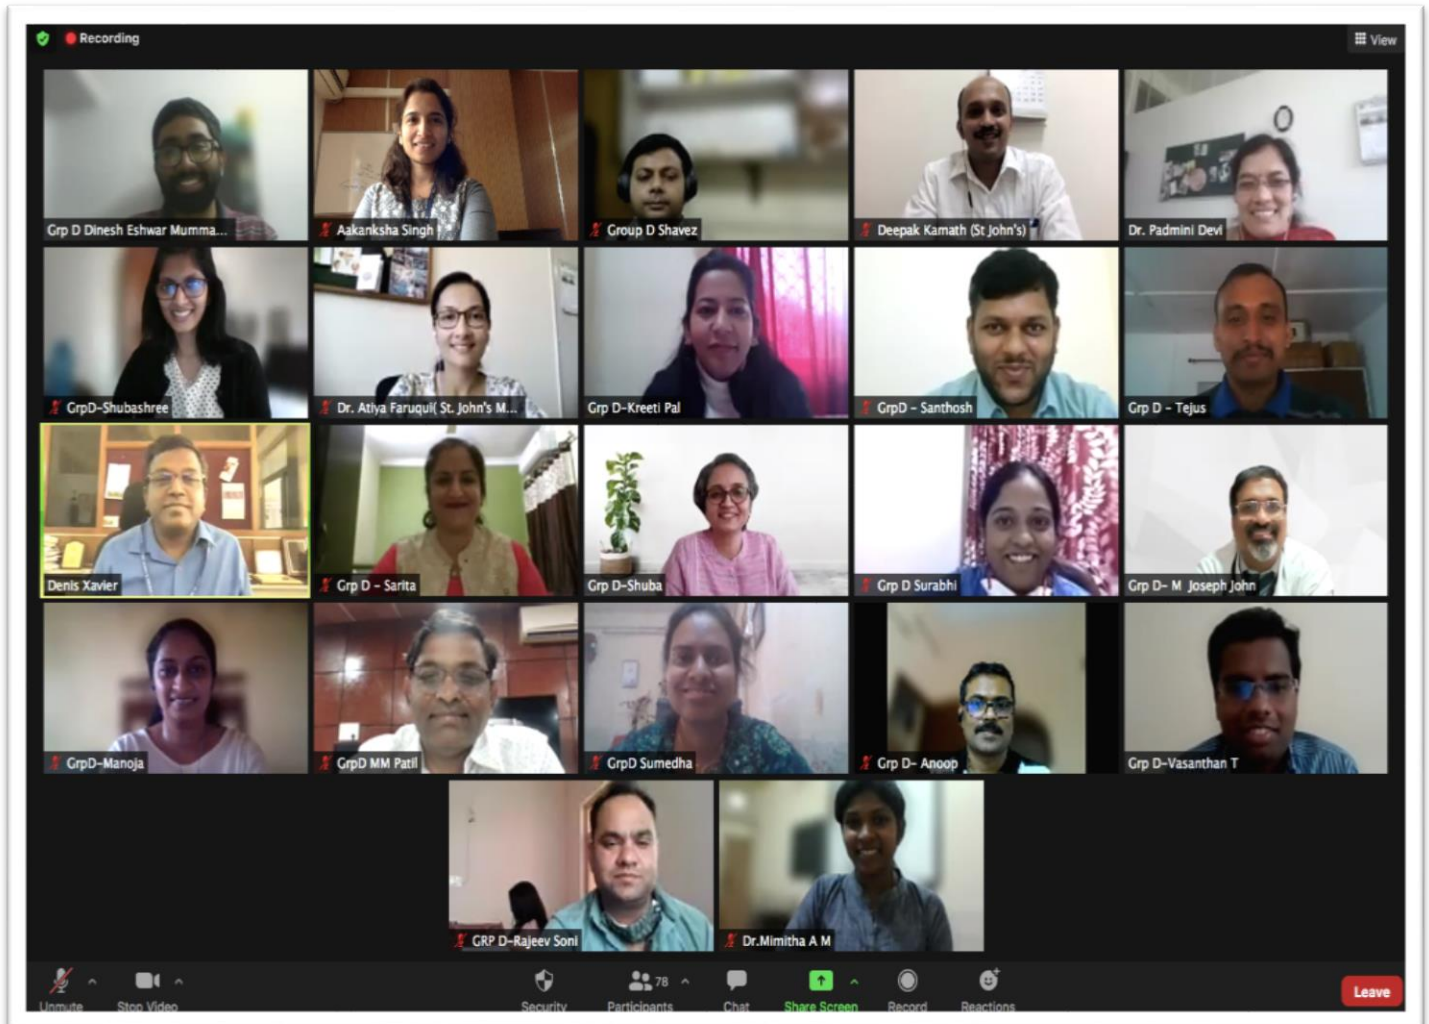 Recording
View
Grp D Dinesh Eshwar Mumma...
Aakanksha Singh
Group D Shavez
Deepak Kamath (St John's)
Dr. Padmini Devi
GrpD-Shubashree
Dr. Atiya Faruqui( St. John's M...
Grp D-Kreeti Pal
GrpD - Santhosh
Grp D - Tejus
Denis Xavier
Grp D - Sarita
Grp D-Shuba
Grp D Surabhi
Grp D- M Joseph John
GrpD-Manoja
GrpD MM Patil
GrpD Sumedha
Grp D- Anoop
Grp D-Vasanthan T
GRP D-Rajeev Soni
Dr.Mimitha A M
Unmute
Stop Video
Security
78
Participants
Chat
Share Screen
Record
Reactions
Leave